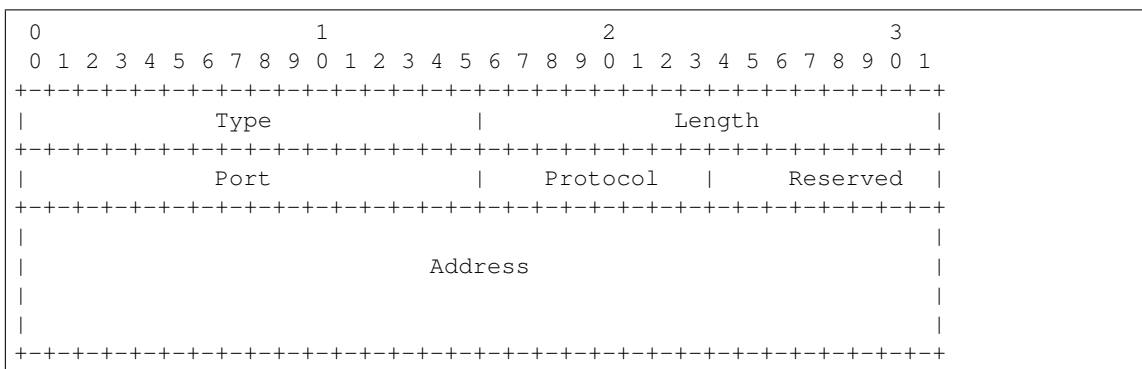 0                   1                   2                   3
 0 1 2 3 4 5 6 7 8 9 0 1 2 3 4 5 6 7 8 9 0 1 2 3 4 5 6 7 8 9 0 1
+-+-+-+-+-+-+-+-+-+-+-+-+-+-+-+-+-+-+-+-+-+-+-+-+-+-+-+-+-+-+-+-+
|             Type              |             Length            |
+-+-+-+-+-+-+-+-+-+-+-+-+-+-+-+-+-+-+-+-+-+-+-+-+-+-+-+-+-+-+-+-+
|             Port              |    Protocol   |     Reserved  |
+-+-+-+-+-+-+-+-+-+-+-+-+-+-+-+-+-+-+-+-+-+-+-+-+-+-+-+-+-+-+-+-+
|                                                               |
|                            Address                            |
|                                                               |
|                                                               |
+-+-+-+-+-+-+-+-+-+-+-+-+-+-+-+-+-+-+-+-+-+-+-+-+-+-+-+-+-+-+-+-+